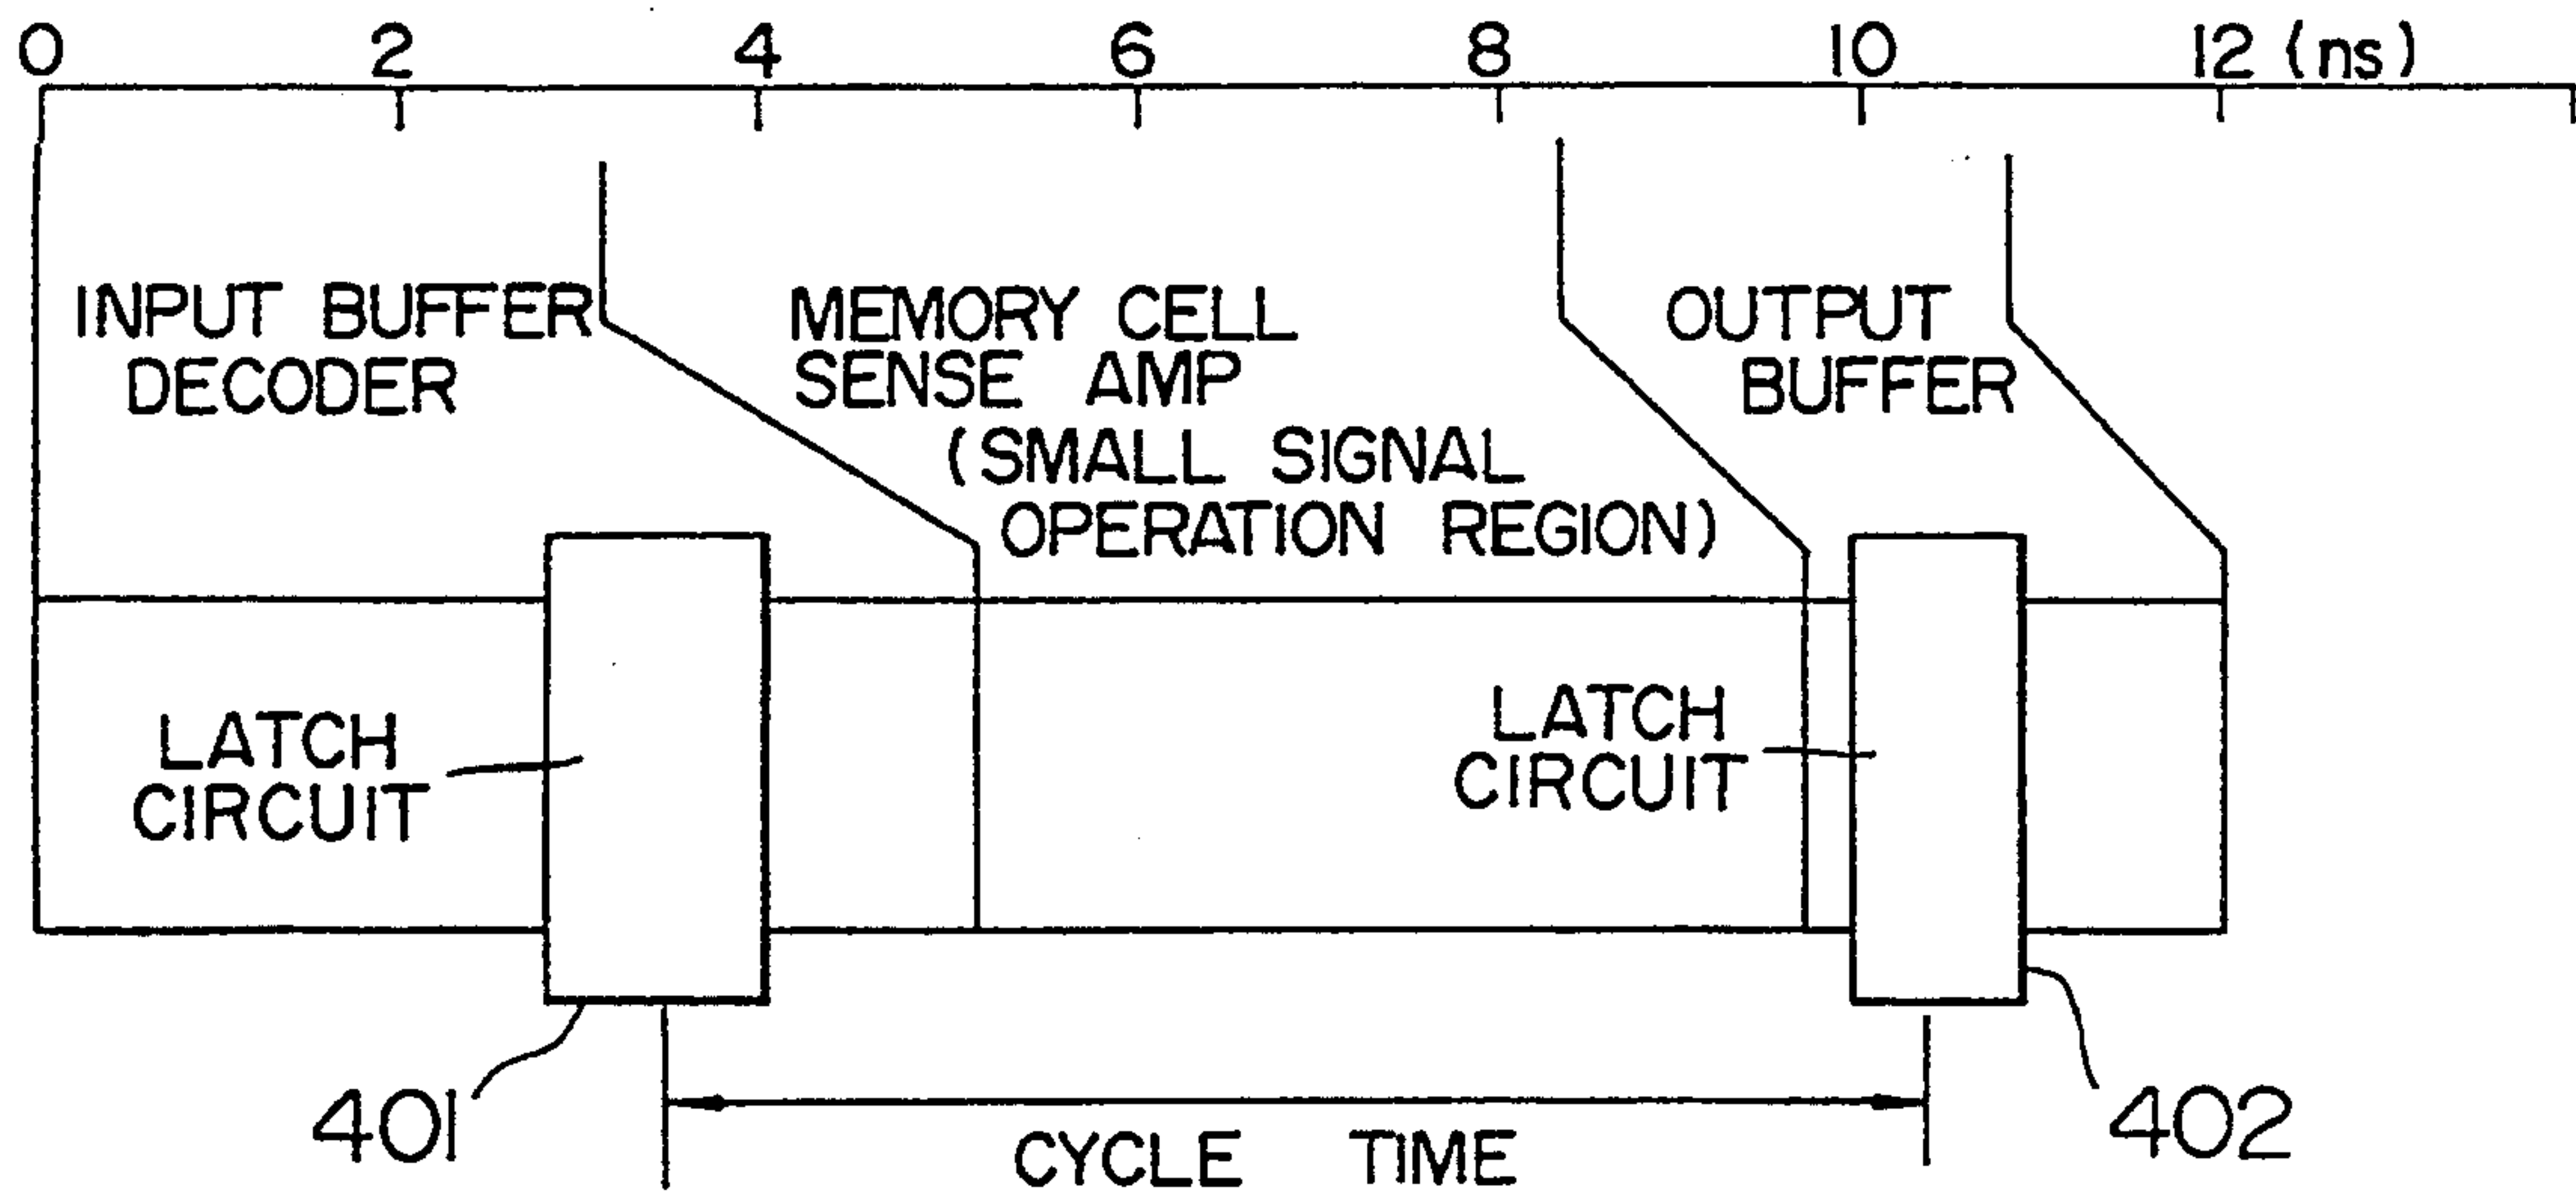 0 2 4 6 8 10 12 (ns)
INPUT BUFFER
DECODER
MEMORY CELL
SENSE AMP
(SMALL SIGNAL
OPERATION REGION)
OUTPUT
BUFFER
LATCH
CIRCUIT
LATCH
CIRCUIT
401
CYCLE TIME
402